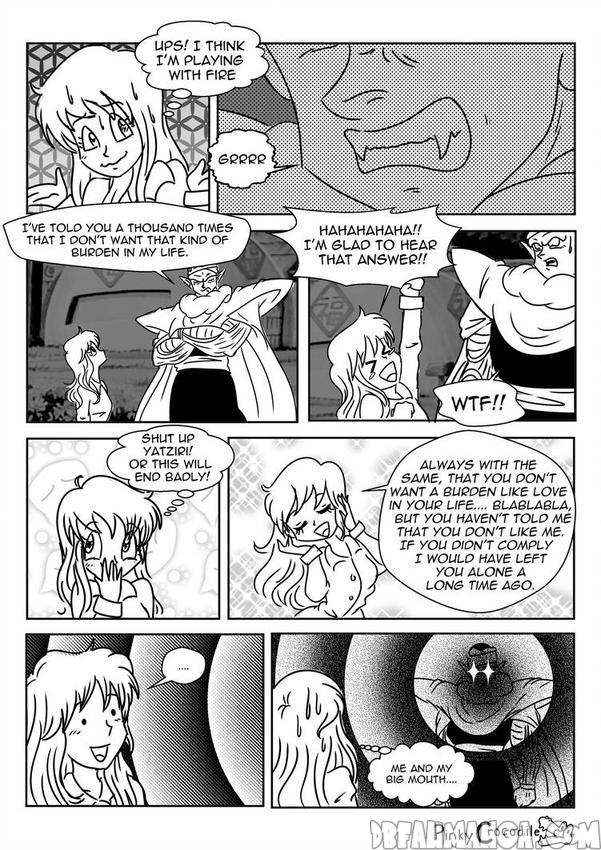 UPS! I THINK
I'M PLAYING
WITH FIRE
GRRRR
I'VE TOLD YOU A THOUSAND TIMES
THAT I DON'T WANT THAT KIND OF
BURDEN IN MY LIFE.
HAHAHAHAHA!!
I'M GLAD TO HEAR
THAT ANSWER!!
福
WTF!!
SHUT UP
YATZIRI!
OR THIS WILL
END BADLY!
ALWAYS WITH THE
SAME, THAT YOU DON'T
WANT A BURDEN LIKE LOVE
IN YOUR LIFE.... BLABLABLA,
BUT YOU HAVEN'T TOLD ME
THAT YOU DON'T LIKE ME.
IF YOU DIDN'T COMPLY
I WOULD HAVE LEFT
YOU ALONE A
LONG TIME AGO.
....
ME AND MY
BIG MOUTH....
Pinky Crocodile
DBFANMANGA.COM